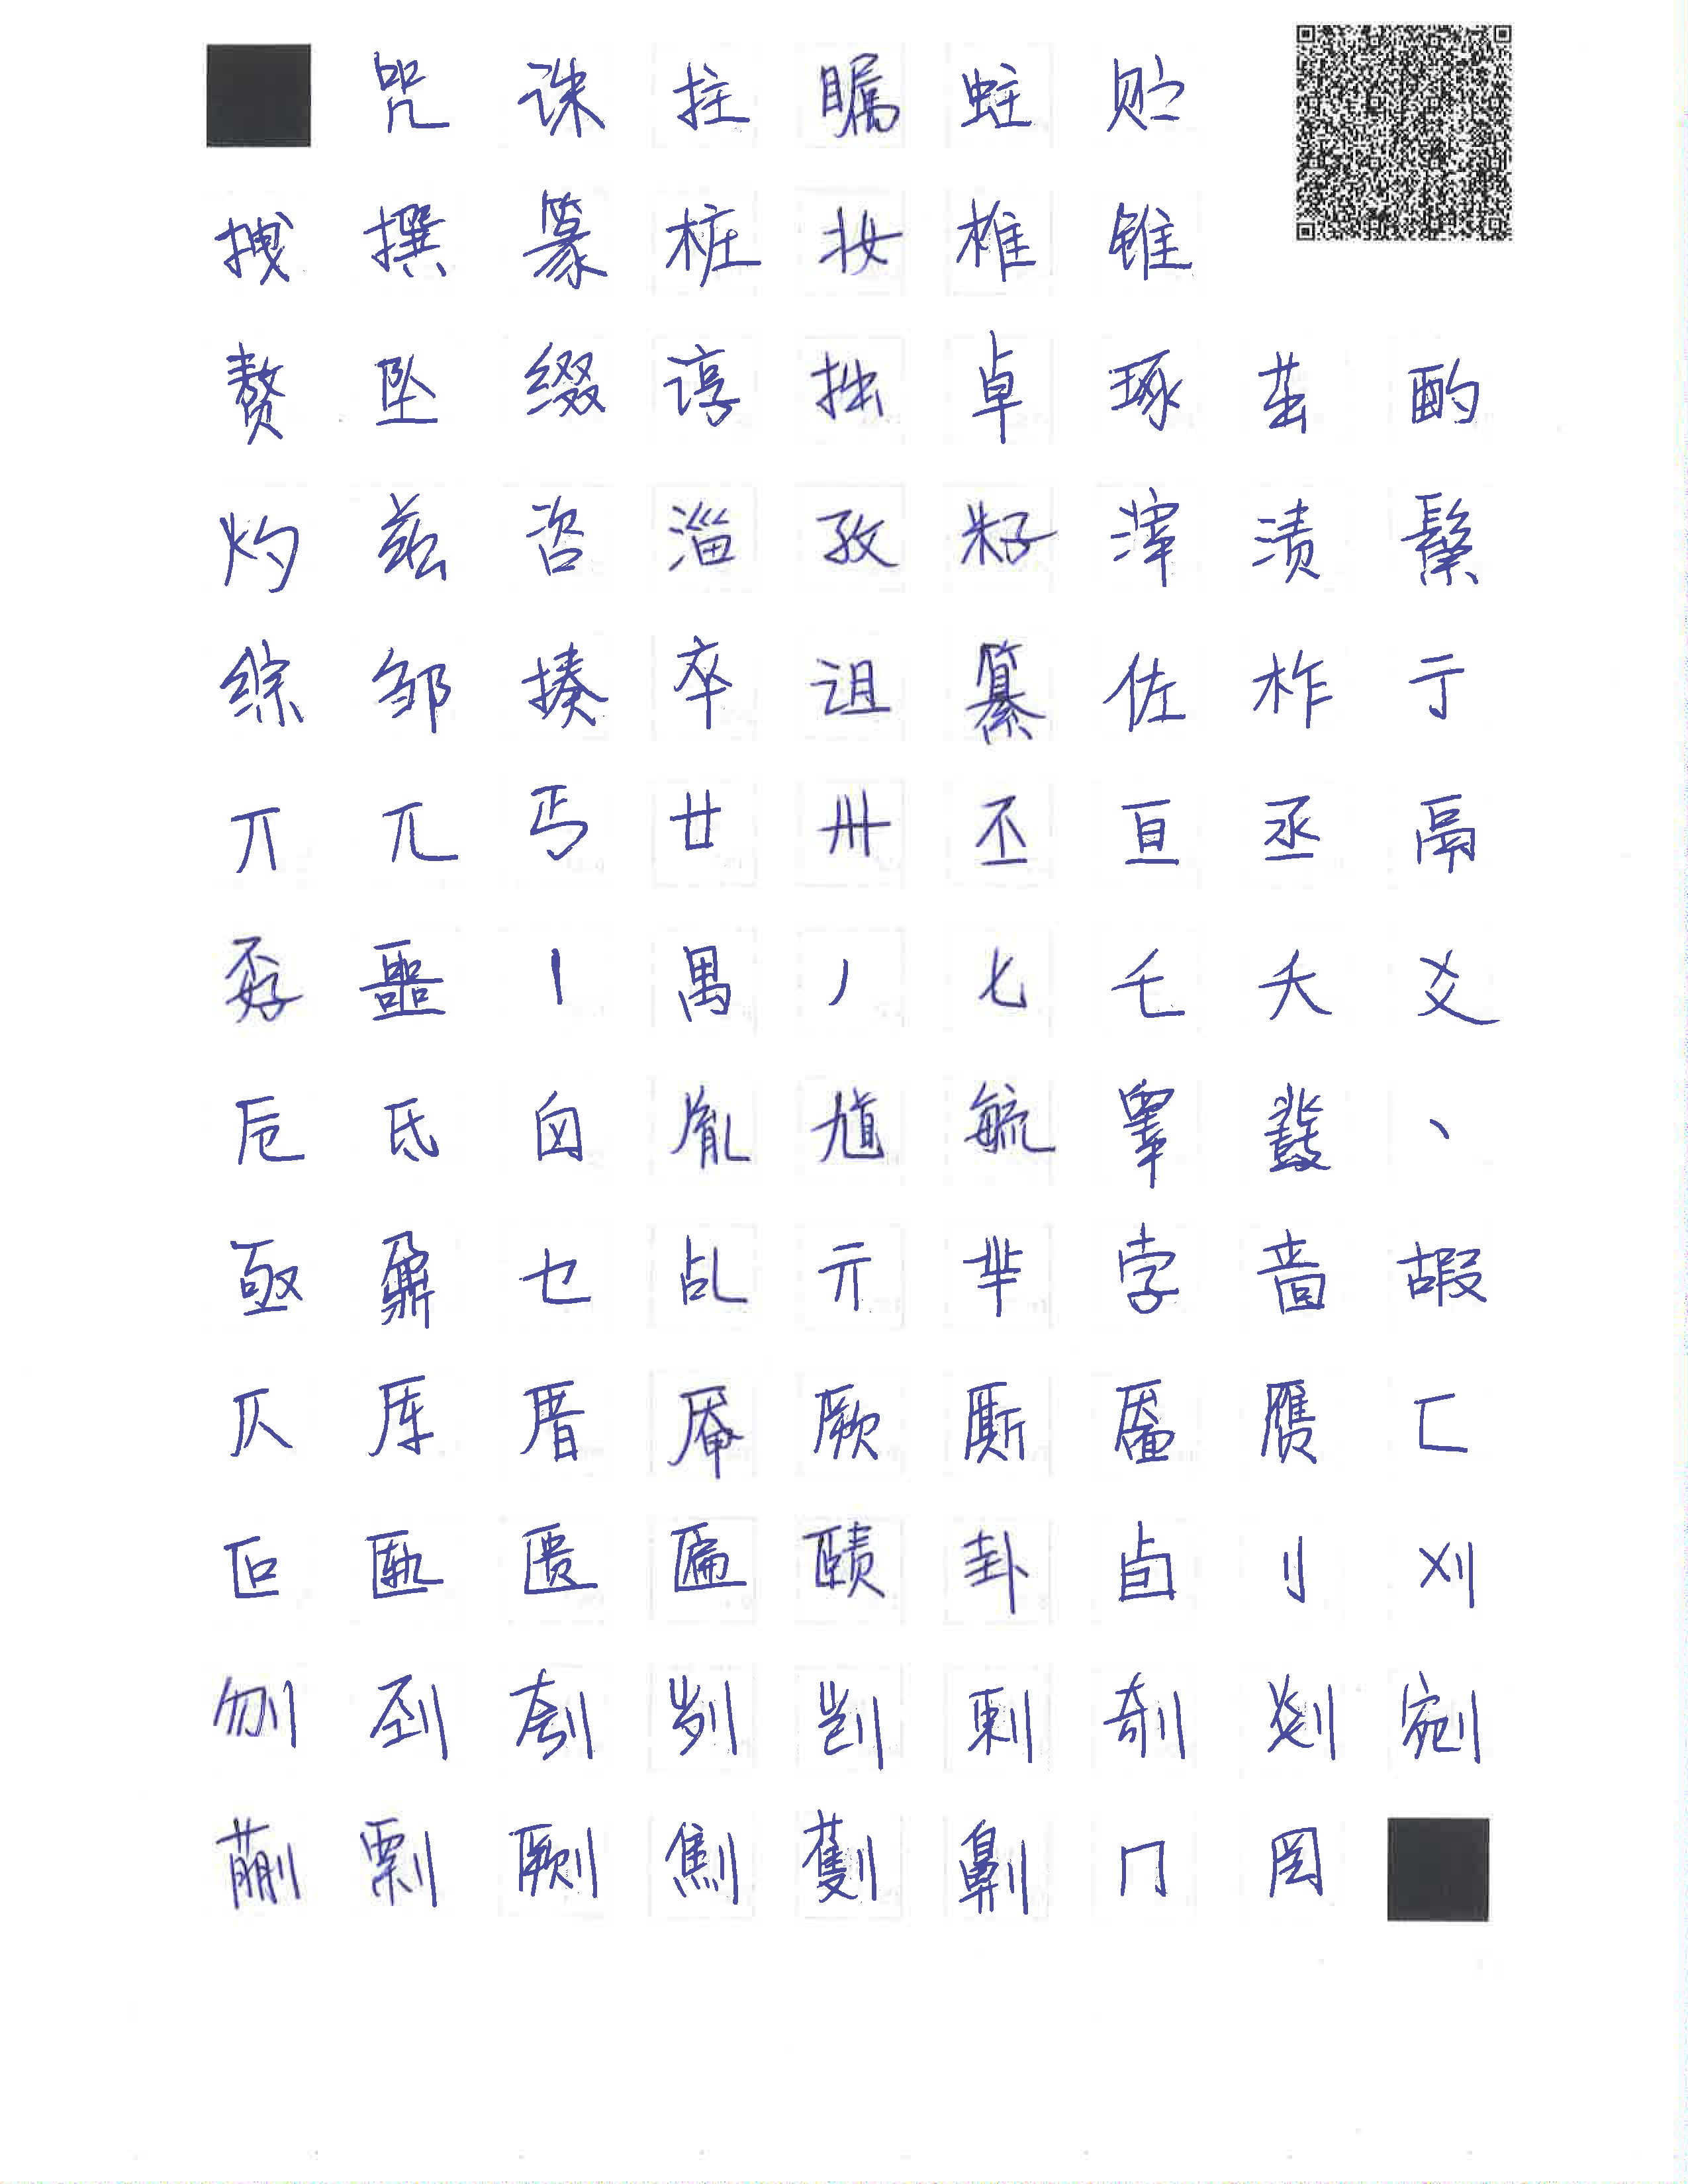 咒诛拄瞩蛀贮
拽撰篆桩妆椎锥
赘坠缀谆拙卓琢茁酌
灼兹咨淄孜籽滓渍鬃
综邹揍卒诅纂佐柞亍
丌兀丐廿卅丕亘丞鬲
孬噩丨禺丿匕乇夭爻
卮氐囟胤馗毓睾鼗丶
亟鼐乜乩亓芈孛啬嘏
仄厍厝厣厥厮靥赝匚
叵匦匮匾赜卦卣刂刈
刎刭刳刿剀剌剞剡剜
蒯剽劂劁劐劓冂罔